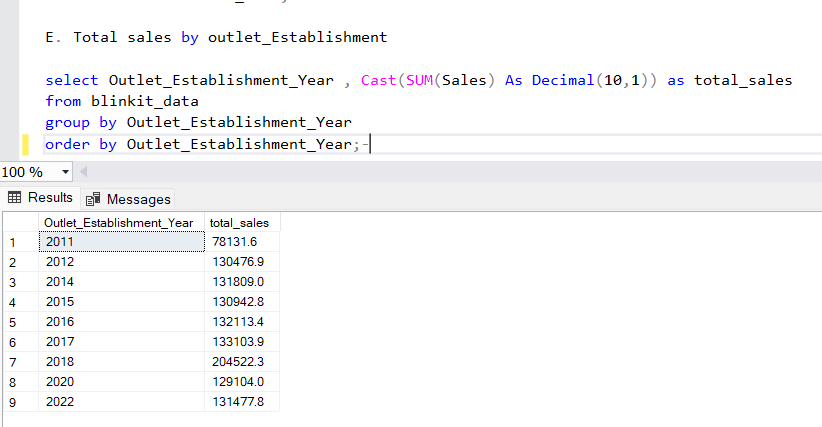 E. Total sales by outlet_Establishment
select Outlet_Establishment_Year , Cast(SUM(Sales) As Decimal(10,1)) as total_sales
from blinkit_data
group by Outlet_Establishment_Year
order by Outlet_Establishment_Year;-
100 %
Results Messages
Outlet_Establishment_Year total_sales
1 2011 78131.6
2 2012 130476.9
3 2014 131809.0
4 2015 130942.8
5 2016 132113.4
6 2017 133103.9
7 2018 204522.3
8 2020 129104.0
9 2022 131477.8